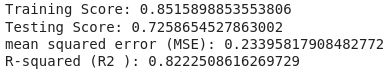 Training Score: 0.8515898853553806
Testing Score: 0.7258654527863002
mean squared error (MSE): 0.23395817908482772
R-squared (R2 ): 0.8222508616269729